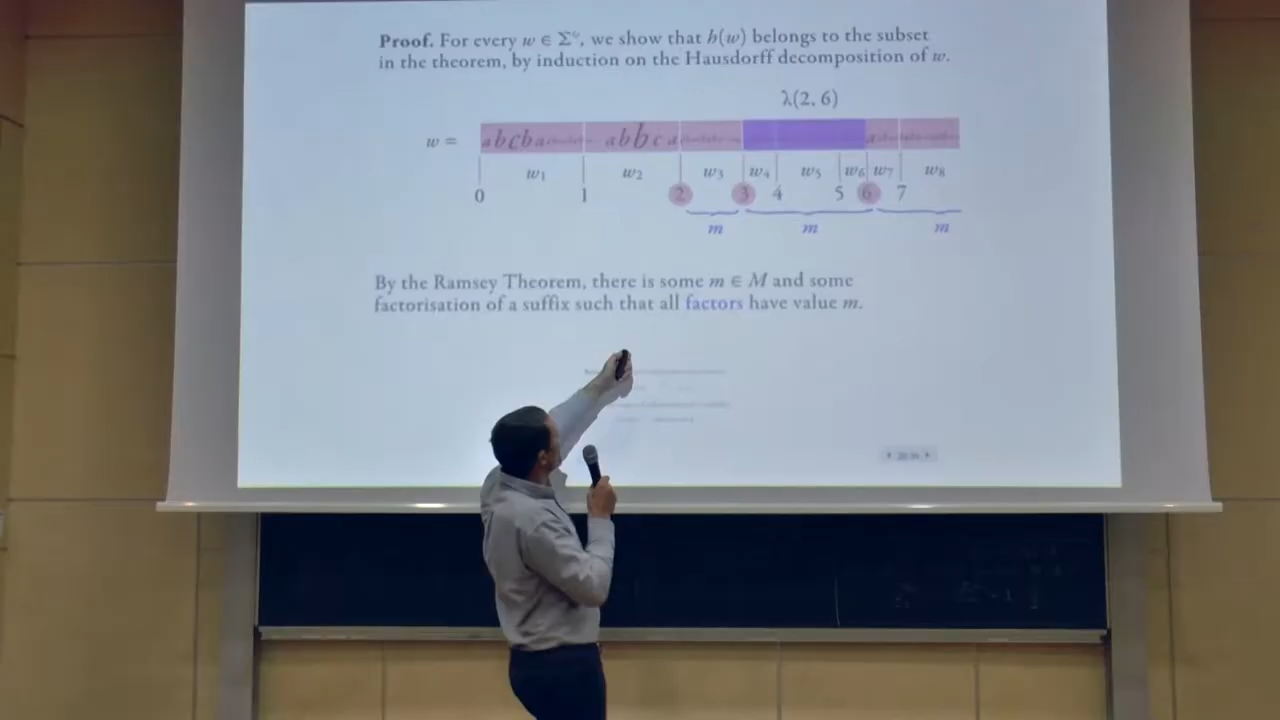 Proof. For every w ∈ Σ°, we show that h(w) belongs to the subset
in the theorem, by induction on the Hausdorff decomposition of w.
λ(2, 6)
w = abcba abbca a
w₁ w₂ w₃ w₄ w₅ w₆ w₇ w₈
0 1 2 3 4 5 6 7
m m m
By the Ramsey Theorem, there is some m ∈ M and some
factorisation of a suffix such that all factors have value m.